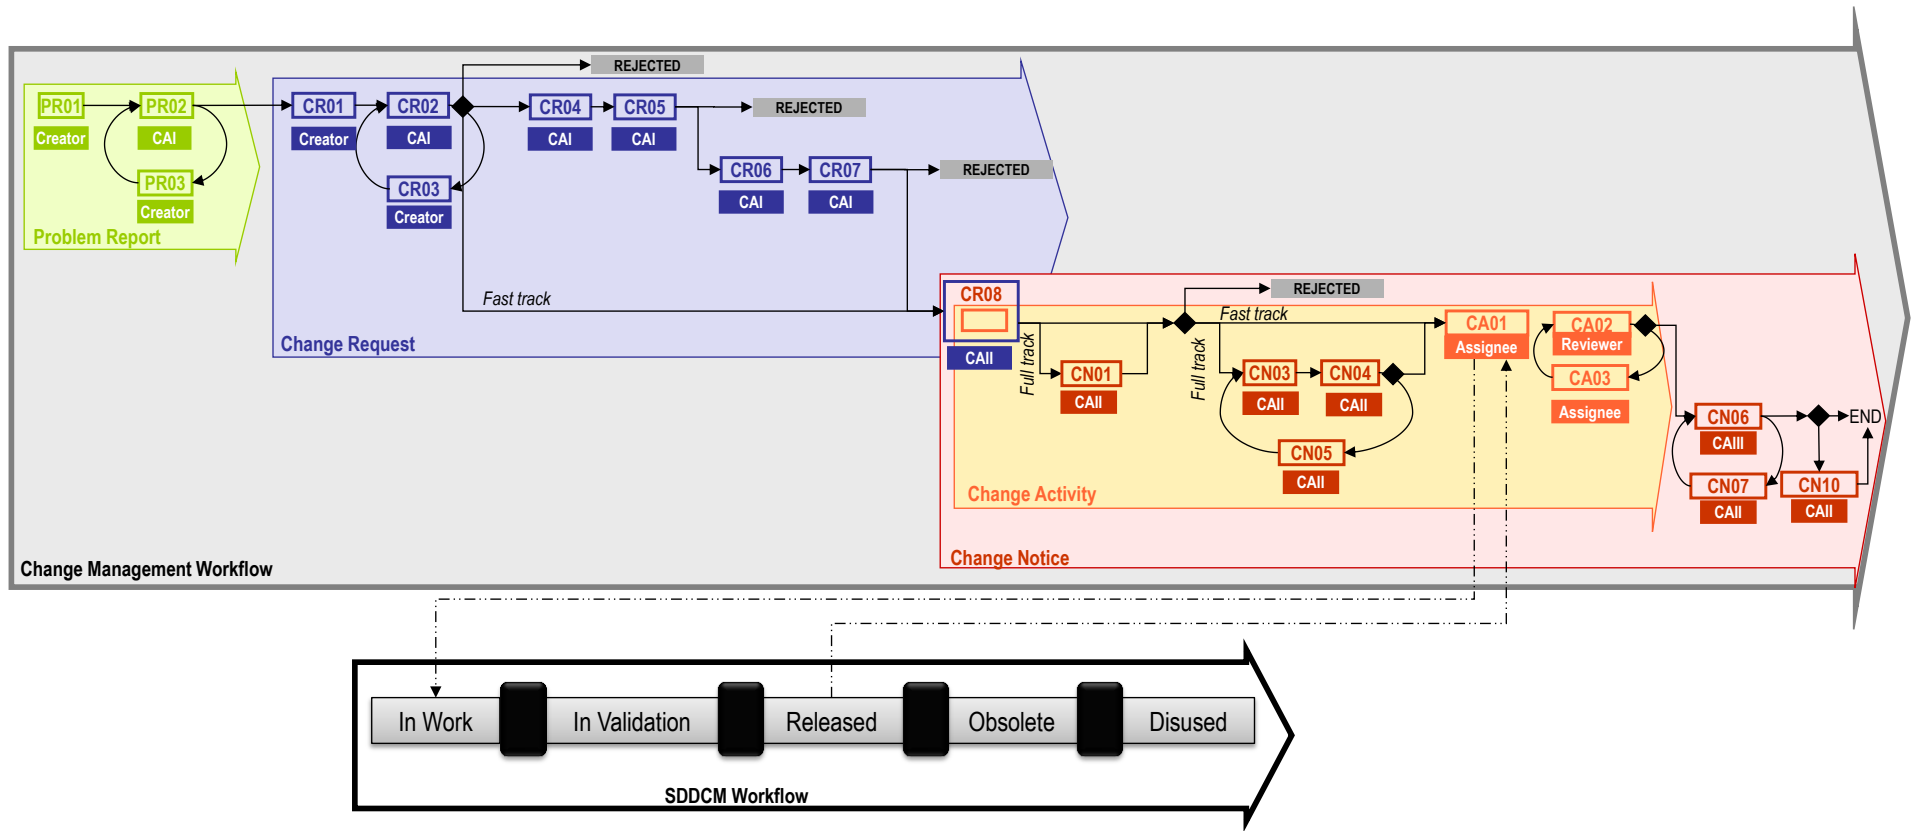 REJECTED
PR01
PR02
CR01
CR02
CR04
CR05
REJECTED
Creator
CAI
Creator
CAI
CAI
CAI
PR03
Creator
CR03
Creator
CR06
CR07
REJECTED
CAI
CAI
Problem Report
Fast track
Change Request
CR08
CAII
REJECTED
Fast track
Full track
Full track
CN01
CAII
CN03
CN04
CAII
CAII
CN05
CAII
CA01
Assignee
CA02
Reviewer
CA03
Assignee
CN06
CAIII
END
CN07
CAII
CN10
CAII
Change Activity
Change Notice
Change Management Workflow
In Work
In Validation
Released
Obsolete
Disused
SDDCM Workflow